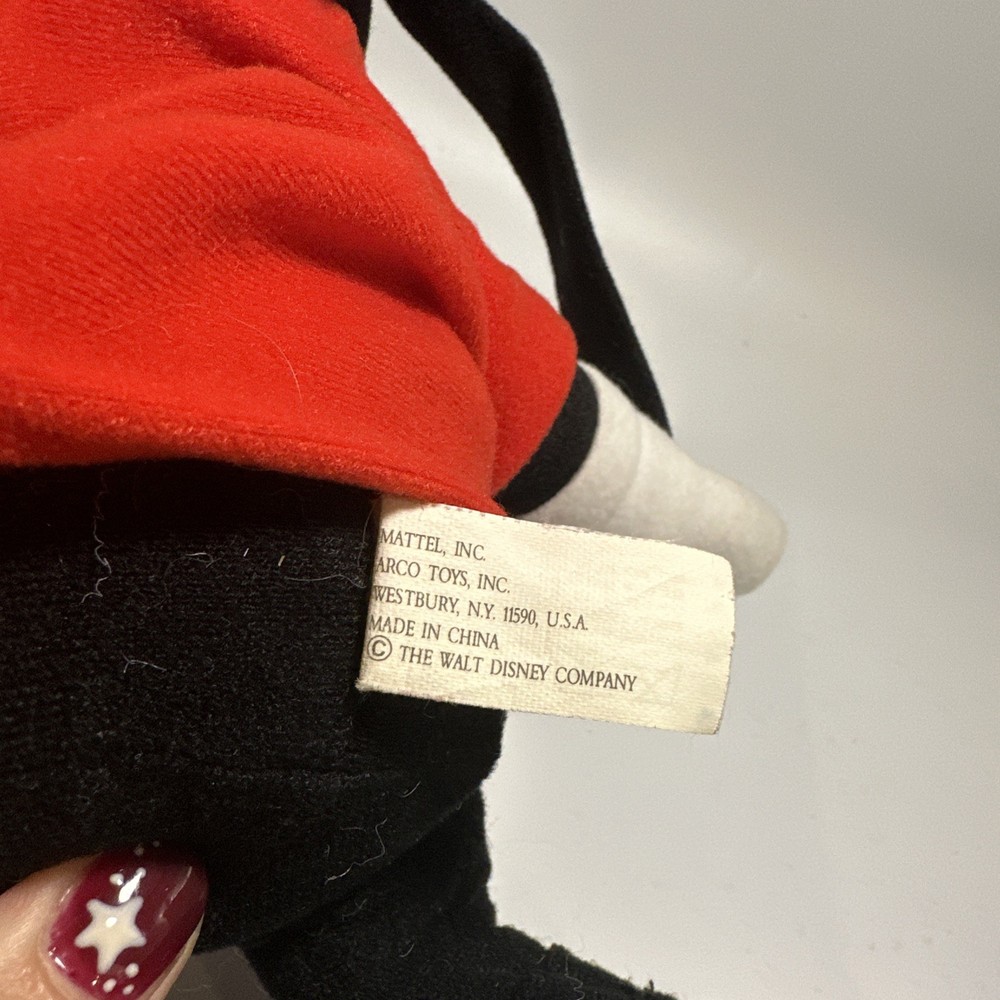 MATTEL, INC.
ARCO TOYS, INC.
WESTBURY, N.Y. 11590, U.S.A.
MADE IN CHINA
© THE WALT DISNEY COMPANY